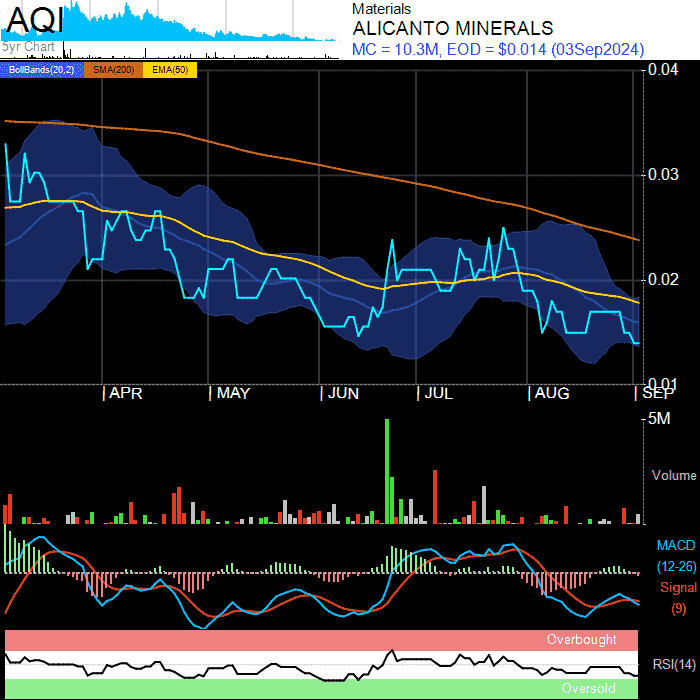 AQI
5yr Chart
Materials
ALICANTO MINERALS
MC = 10.3M, EOD = $0.014 (03Sep2024)
BollBands(20,2) SMA(200) EMA(50)
0.04
0.03
0.02
0.01
APR MAY JUN JUL AUG SEP
5M
Volume
MACD
(12-26)
Signal
(9)
Overbought
RSI(14)
Oversold